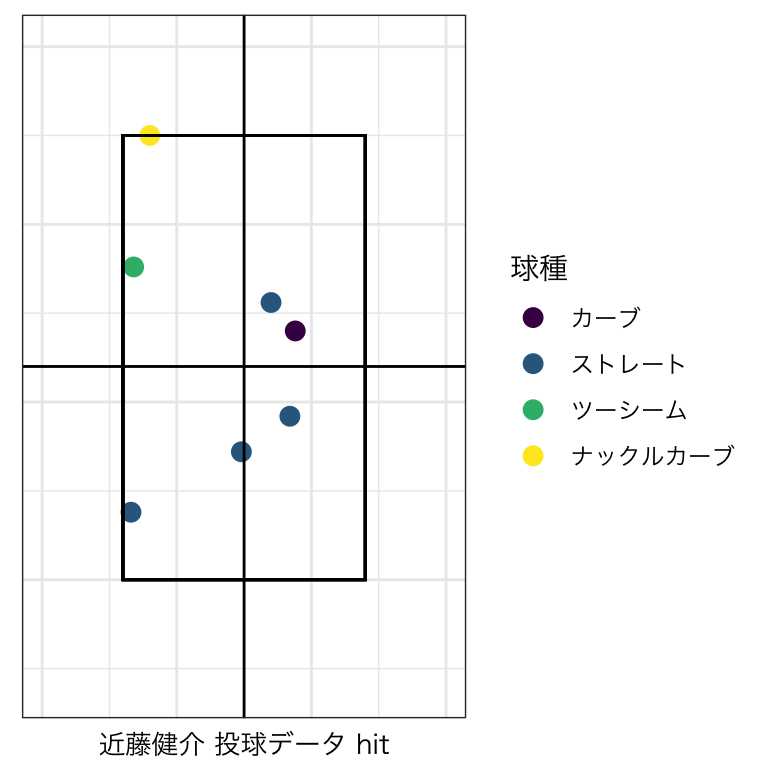 球種
カーブ
ストレート
ツーシーム
ナックルカーブ
近藤健介 投球データ hit